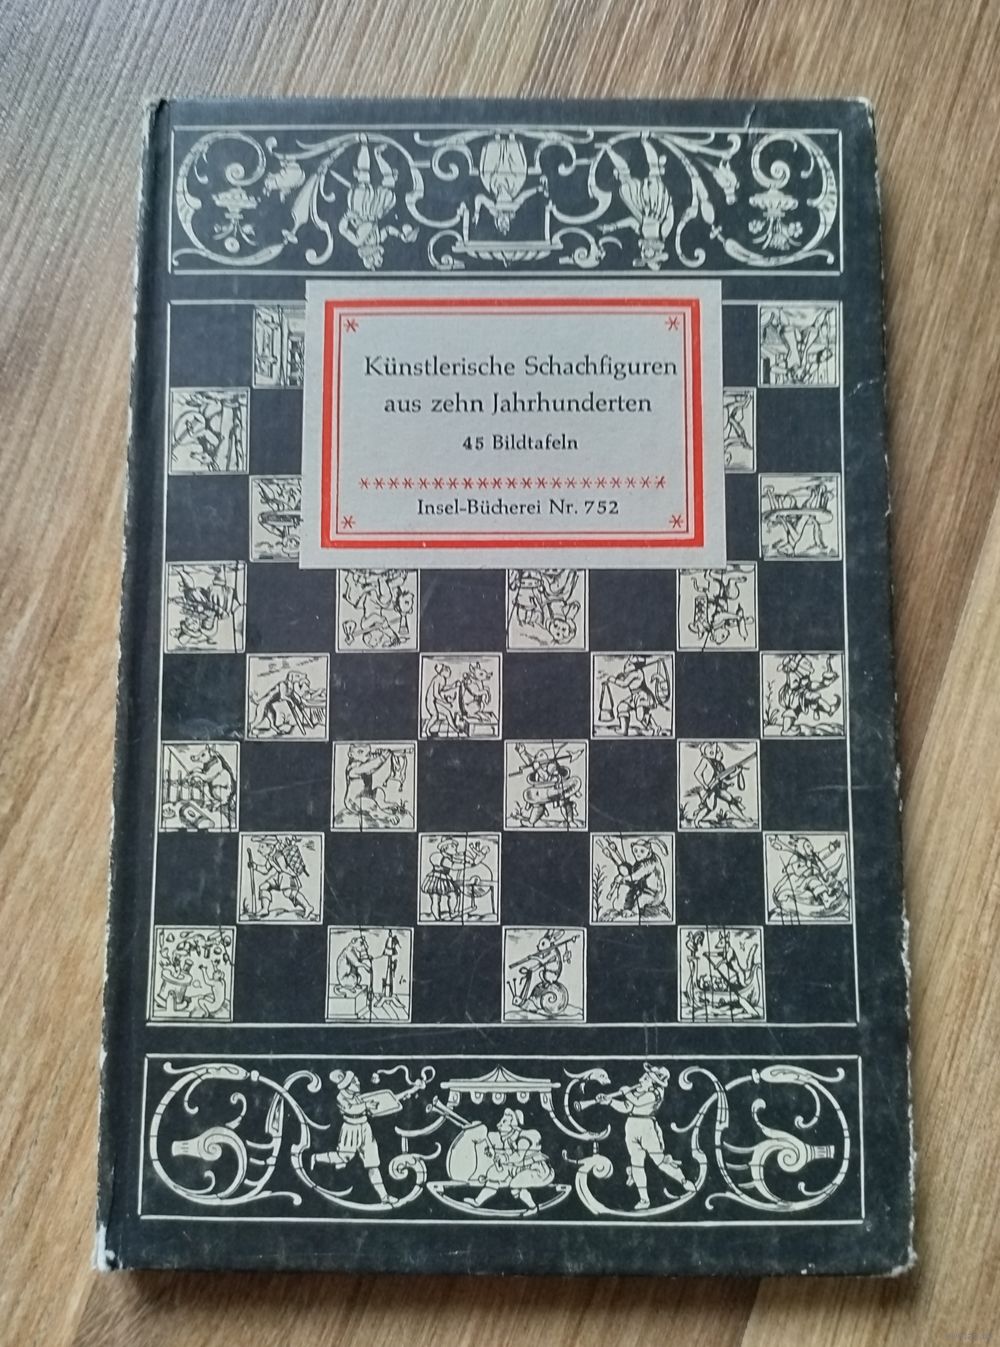 Künstlerische Schachfiguren
aus zehn Jahrhunderten
45 Bildtafeln
Insel-Bücherei Nr. 752